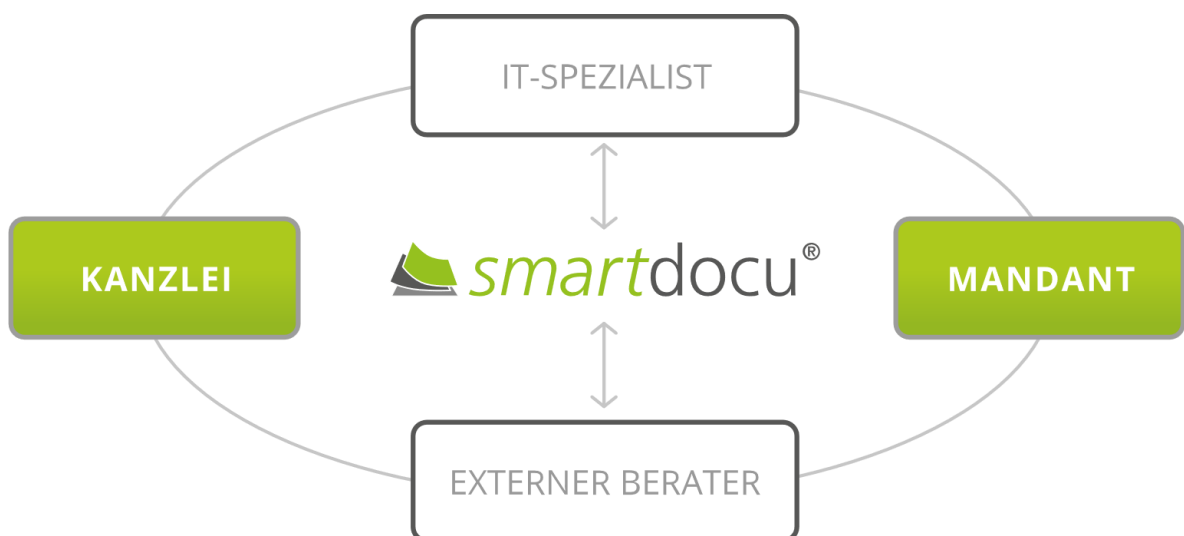 IT-SPEZIALIST
KANZLEI
smartdocu®
MANDANT
EXTERNER BERATER